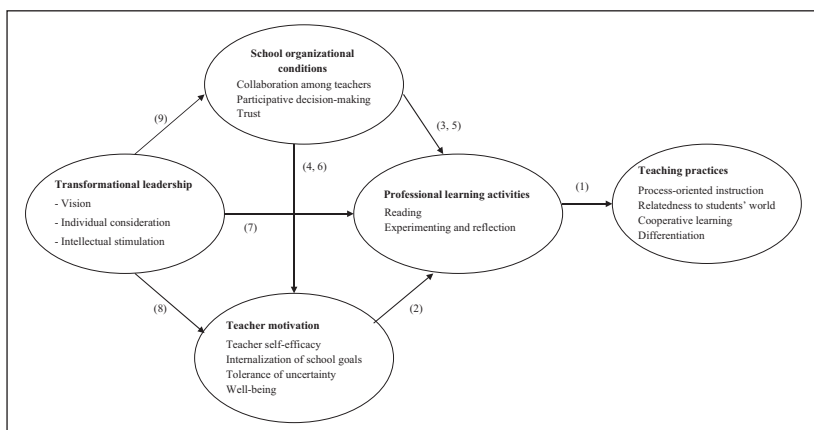 School organizational
conditions
Collaboration among teachers
Participative decision-making
Trust
(9)
(3, 5)
(4, 6)
Transformational leadership
- Vision
- Individual consideration
- Intellectual stimulation
(7)
Professional learning activities
Reading
Experimenting and reflection
(1)
Teaching practices
Process-oriented instruction
Relatedness to students' world
Cooperative learning
Differentiation
(8)
(2)
Teacher motivation
Teacher self-efficacy
Internalization of school goals
Tolerance of uncertainty
Well-being